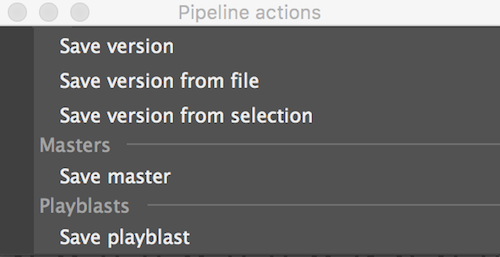 Pipeline actions
Save version
Save version from file
Save version from selection
Masters
Save master
Playblasts
Save playblast